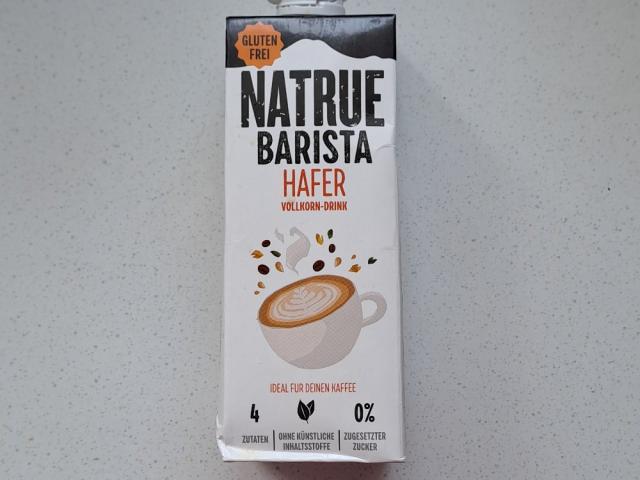 GLUTEN
FREI
NATRUE
BARISTA
HAFER
VOLLKORN-DRINK
IDEAL FÜR DEINEN KAFFEE
4
ZUTATEN
OHNE KÜNSTLICHE
INHALTSSTOFFE
0%
ZUGESETZTER
ZUCKER